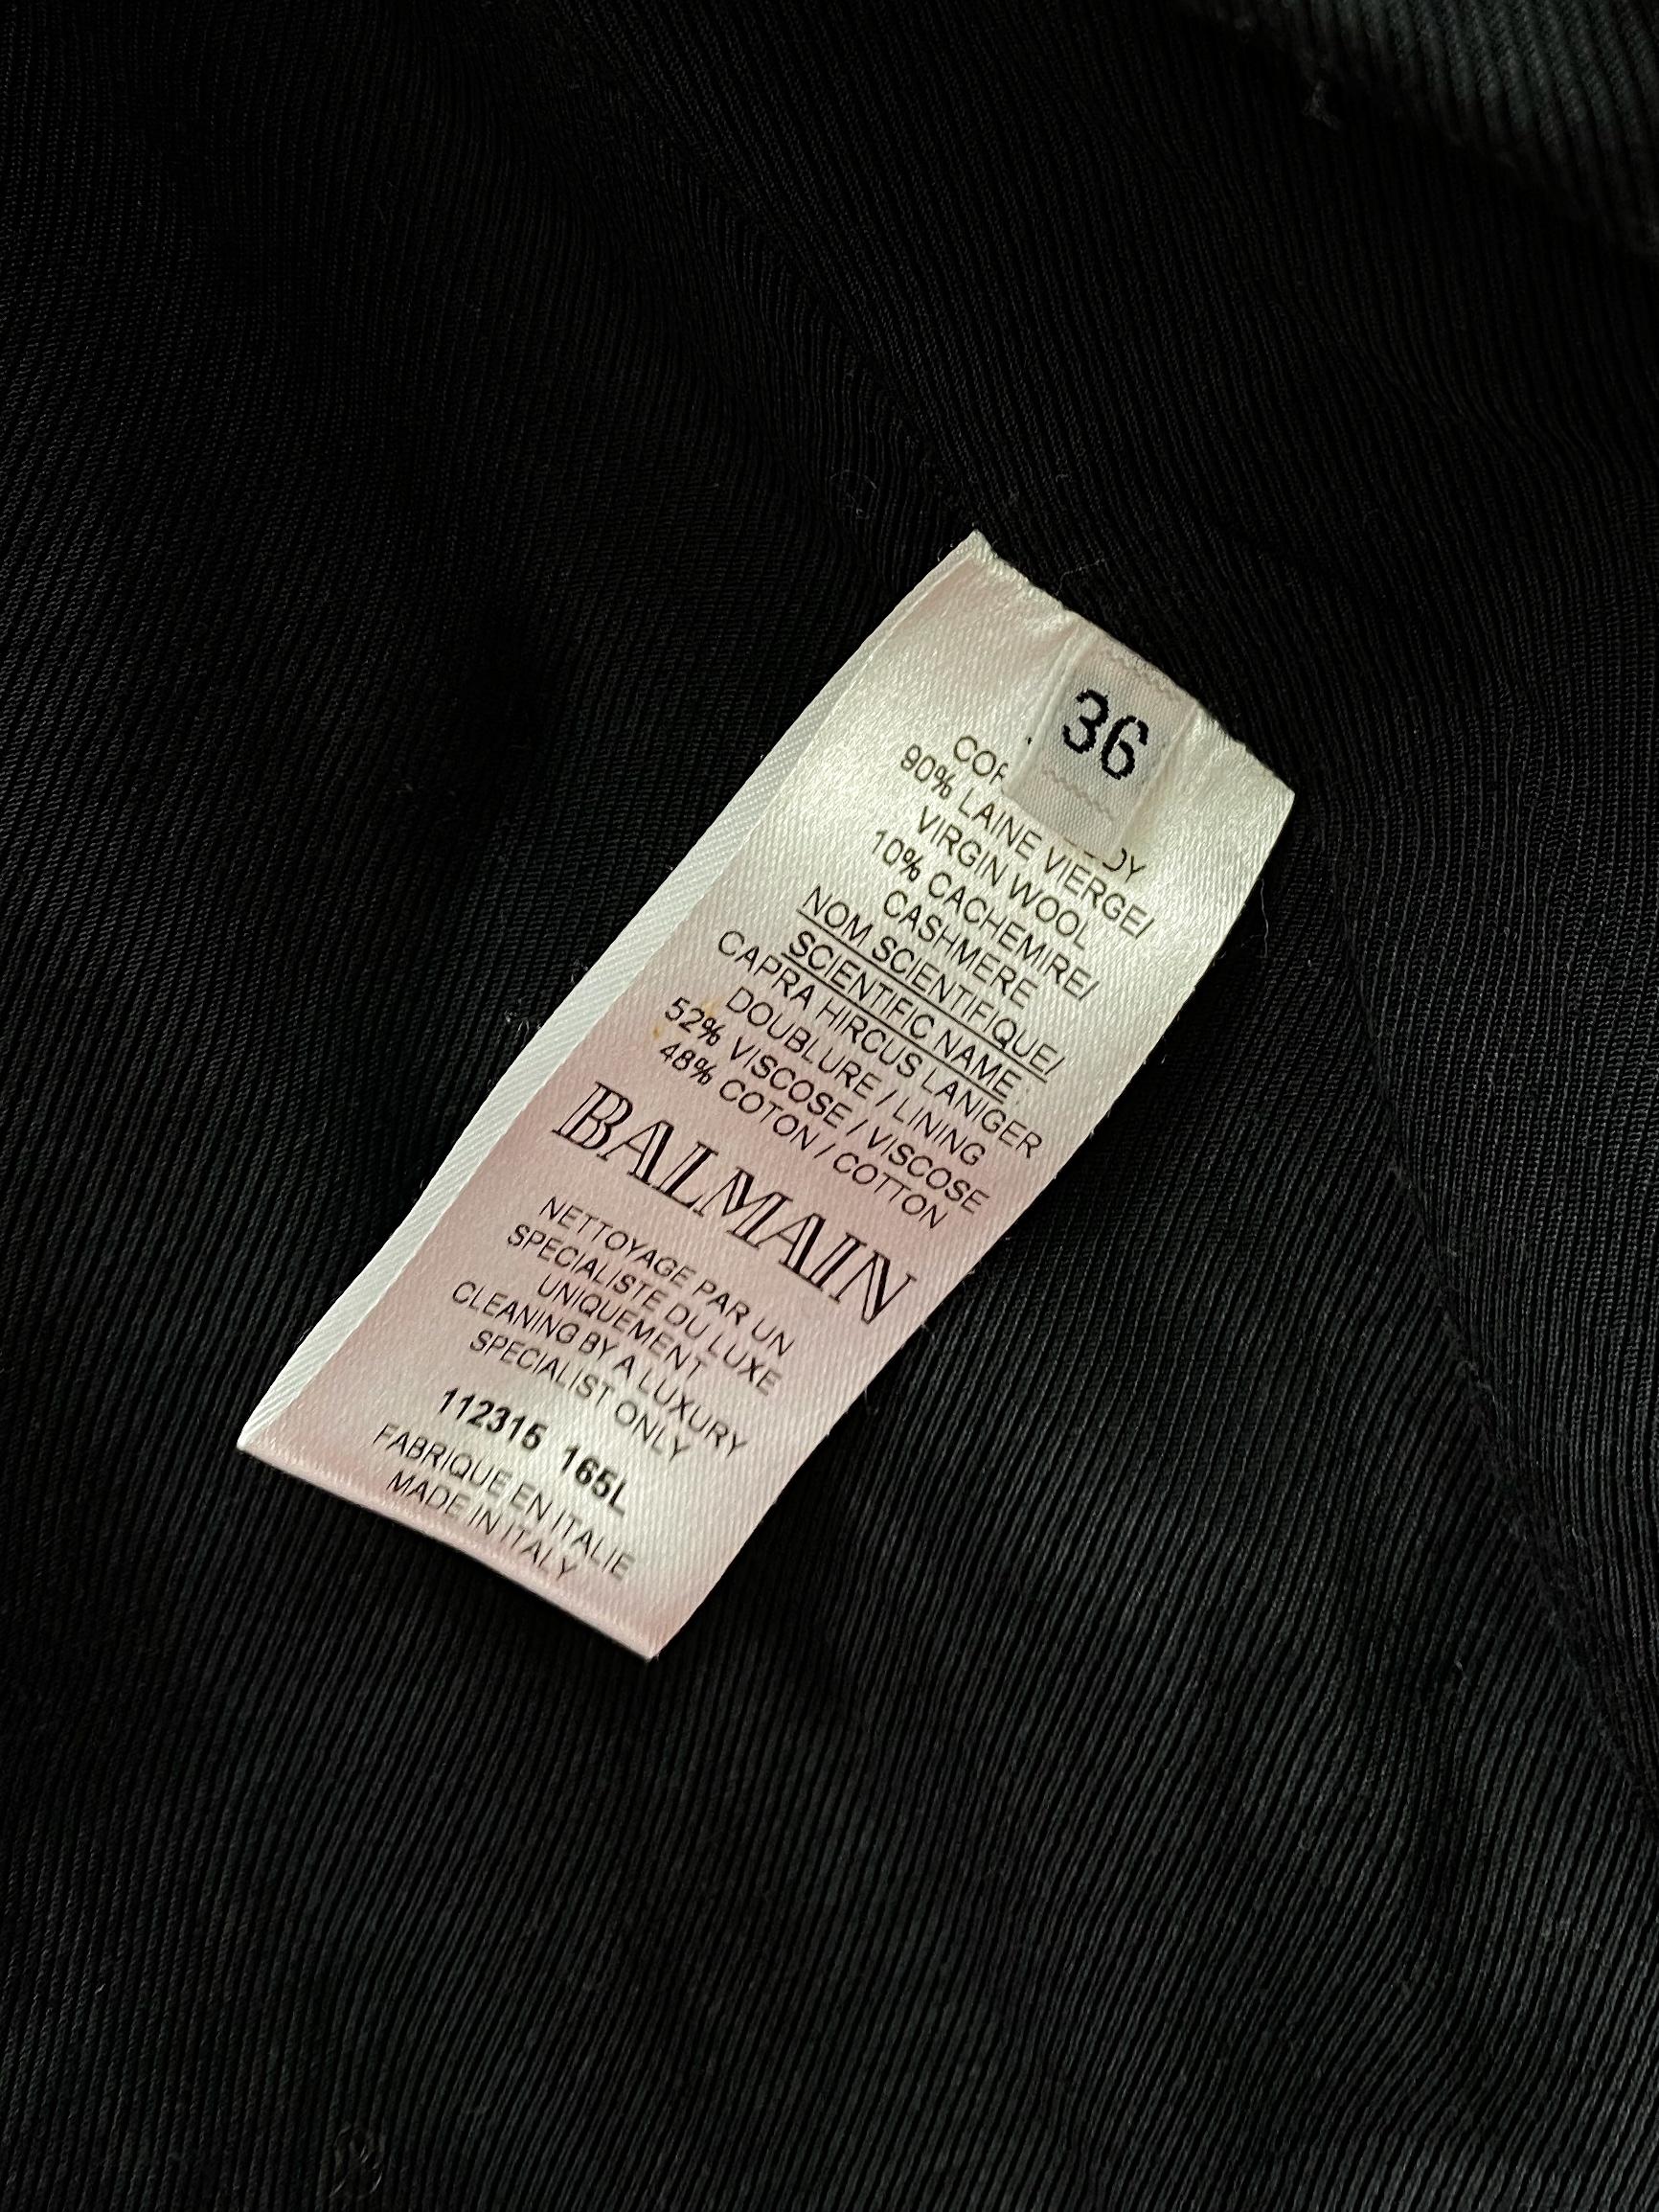 36
90% LAINE VIERGE/
VIRGIN WOOL
10% CACHEMIRE/
CASHMERE
NOM SCIENTIFIQUE/
SCIENTIFIC NAME
CAPRA HIRCUS LANIGER
DOUBLURE / LINING
52% VISCOSE / VISCOSE
48% COTON / COTTON
BALMAIN
NETTOYAGE PAR UN
SPECIALISTE DU LUXE
UNIQUEMENT
CLEANING BY A LUXURY
SPECIALIST ONLY
112315 165L
FABRIQUE EN ITALIE
MADE IN ITALY